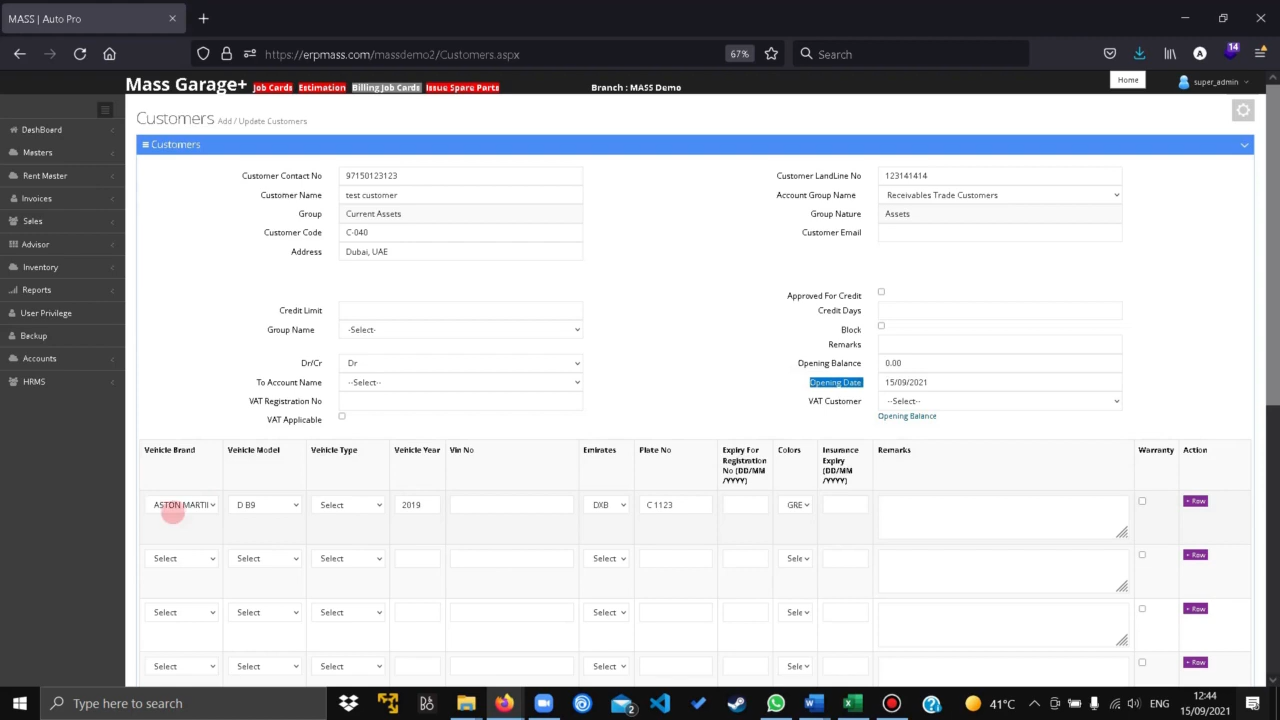 MASS | Auto Pro
https://erpmass.com/massdemo2/Customers.aspx 67% Search 14
Mass Garage+ Job Cards Estimation Billing Job Cards Issue Spare Parts Branch : MASS Demo Home super_admin
Customers Add / Update Customers
DashBoard
Masters
Rent Master
Invoices
Sales
Advisor
Inventory
Reports
User Privilege
Backup
Accounts
HRMS
Customers
Customer Contact No 97150123123 Customer LandLine No 123141414
Customer Name test customer Account Group Name Receivables Trade Customers
Group Current Assets Group Nature Assets
Customer Code C-040 Customer Email
Address Dubai, UAE
Approved For Credit
Credit Limit Credit Days
Group Name -Select- Block
Remarks
Dr/Cr Dr Opening Balance 0.00
To Account Name --Select-- Opening Date 15/09/2021
VAT Registration No VAT Customer --Select--
VAT Applicable Opening Balance
Vehicle Brand Vehicle Model Vehicle Type Vehicle Year Vin No Emirates Plate No Expiry For Registration No (DD/MM /YYYY) Colors Insurance Expiry (DD/MM /YYYY) Remarks Warranty Action
ASTON MARTII D B9 Select 2019 DXB C 1123 GRE + Row
Select Select Select Select Sele + Row
Select Select Select Select Sele + Row
Select Select Select Select Sele + Row
Type here to search 2 41°C ENG 12:44
15/09/2021